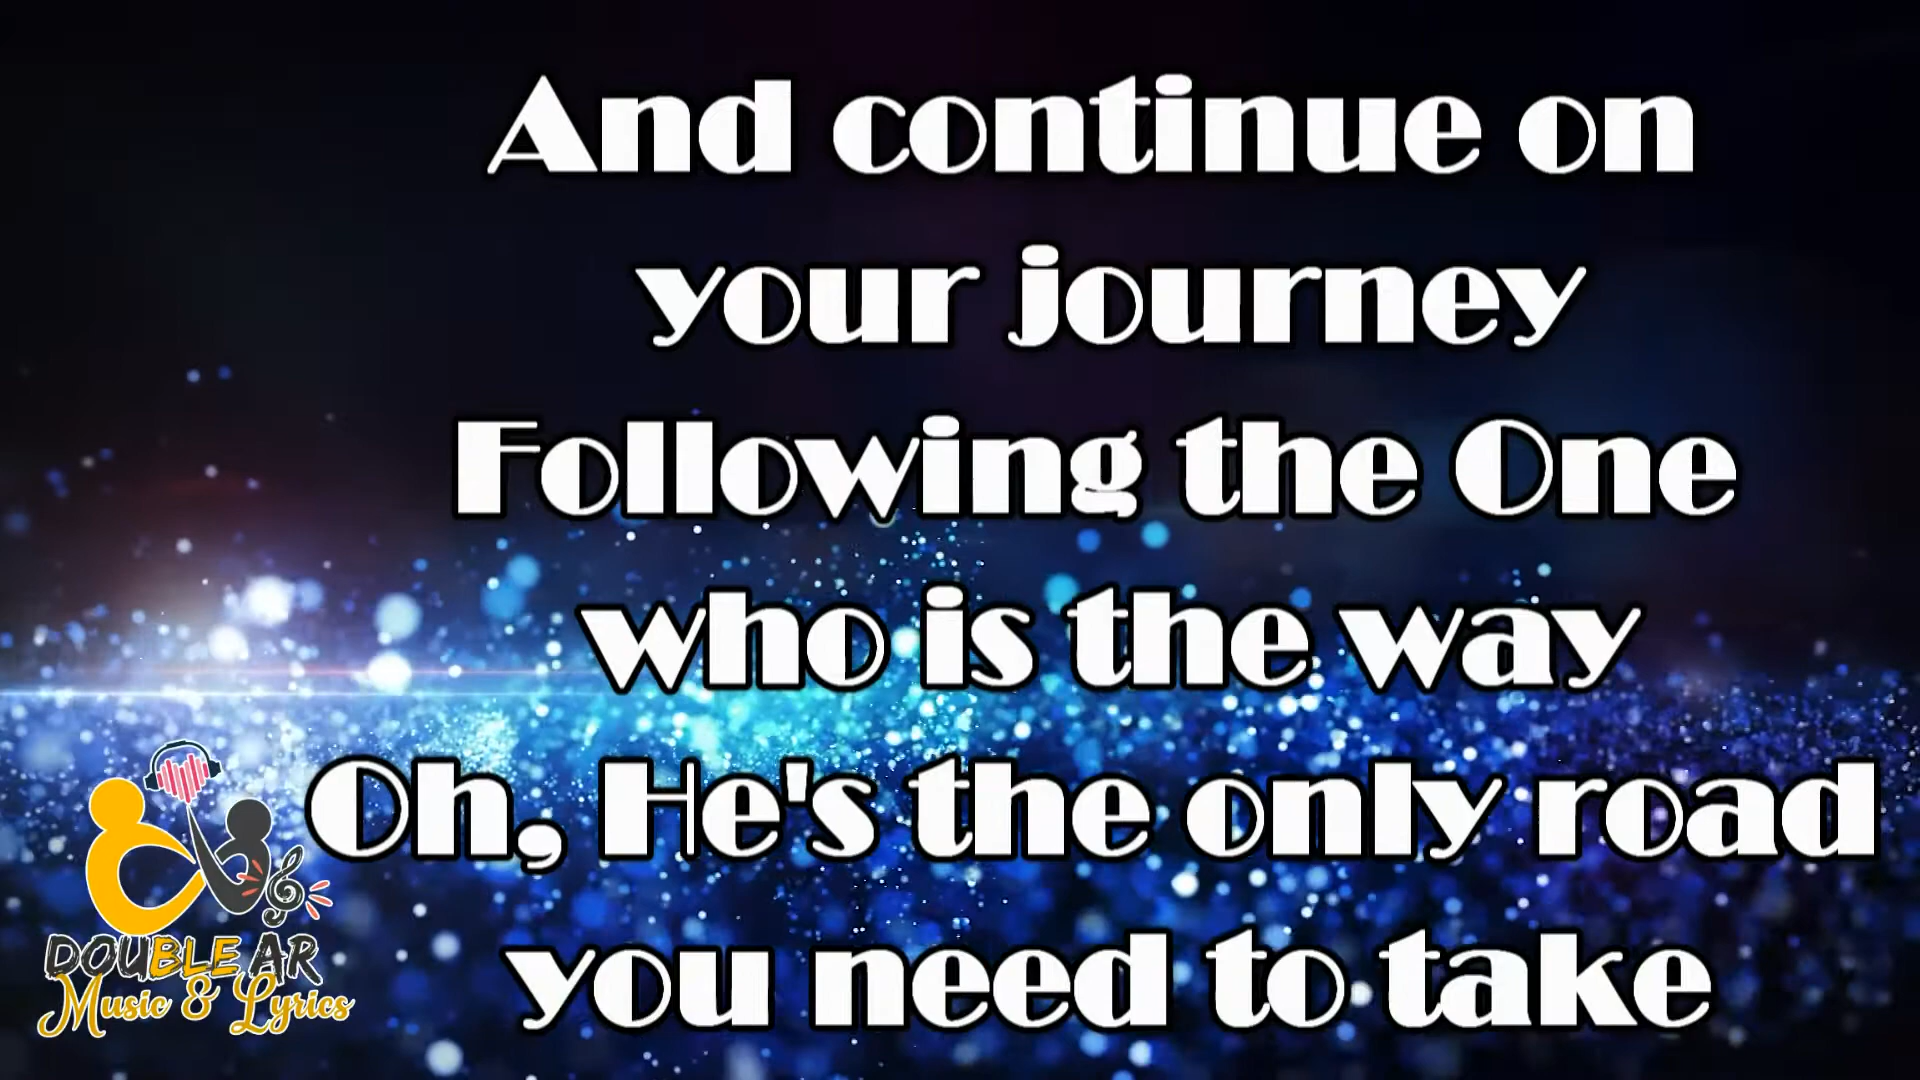 And continue on
your journey
Following the One
who is the way
Oh, He's the only road
you need to take
DOUBLE AR
Music & Lyrics